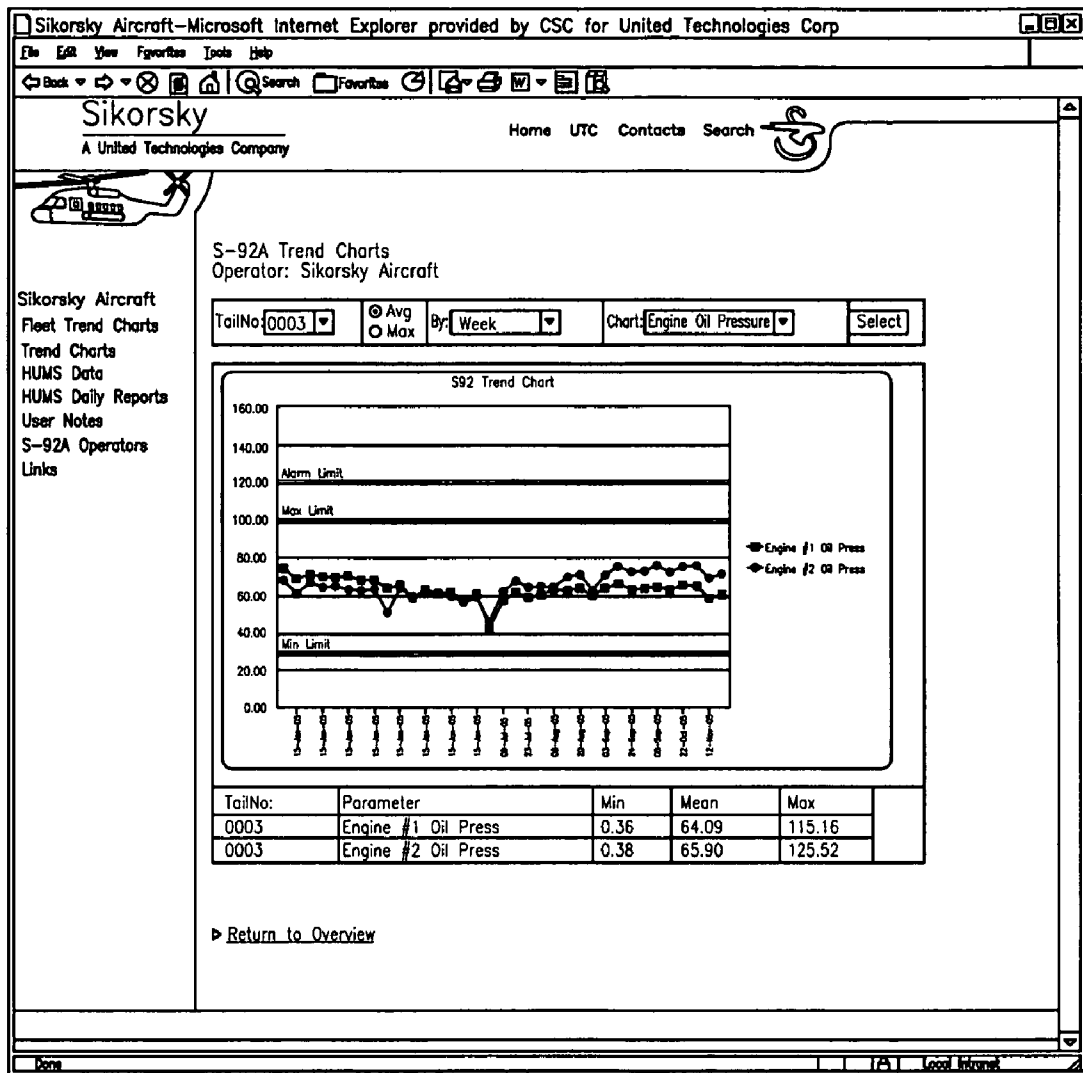 Sikorsky Aircraft-Microsoft Internet Explorer provided by CSC for United Technologies Corp
File Edit View Favorites Tools Help
Back Search Favorites W
Sikorsky
A United Technologies Company
Home UTC Contacts Search
S-92A Trend Charts
Operator: Sikorsky Aircraft
Sikorsky Aircraft
Fleet Trend Charts
Trend Charts
HUMS Data
HUMS Daily Reports
User Notes
S-92A Operators
Links
TailNo: 0003 Avg Max By: Week Chart: Engine Oil Pressure Select
S92 Trend Chart
160.00
140.00
120.00
100.00
80.00
60.00
40.00
20.00
0.00
Alarm Limit
Max Limit
Min Limit
Engine #1 Oil Press
Engine #2 Oil Press
TailNo: Parameter Min Mean Max
0003 Engine #1 Oil Press 0.36 64.09 115.16
0003 Engine #2 Oil Press 0.38 65.90 125.52
Return to Overview
Done Local Intranet